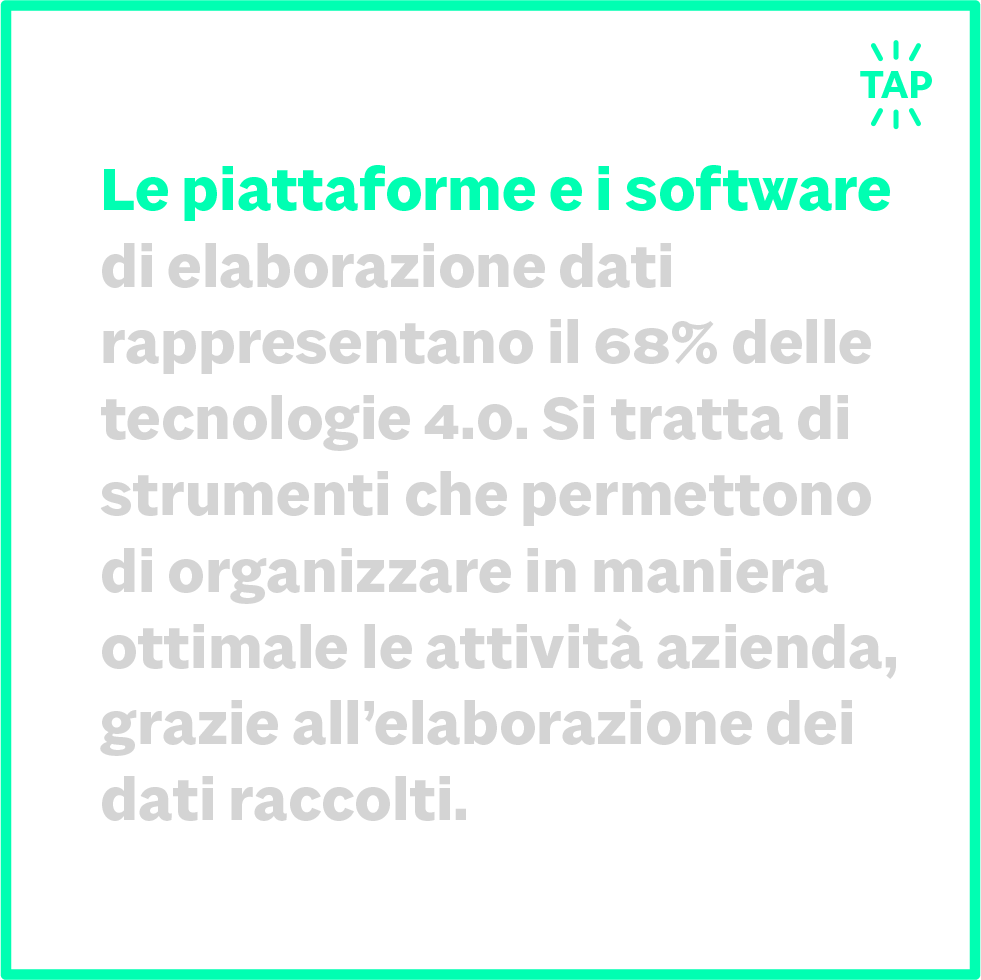 TAP
Le piattaforme e i software
di elaborazione dati
rappresentano il 68% delle
tecnologie 4.0. Si tratta di
strumenti che permettono
di organizzare in maniera
ottimale le attività azienda,
grazie all’elaborazione dei
dati raccolti.